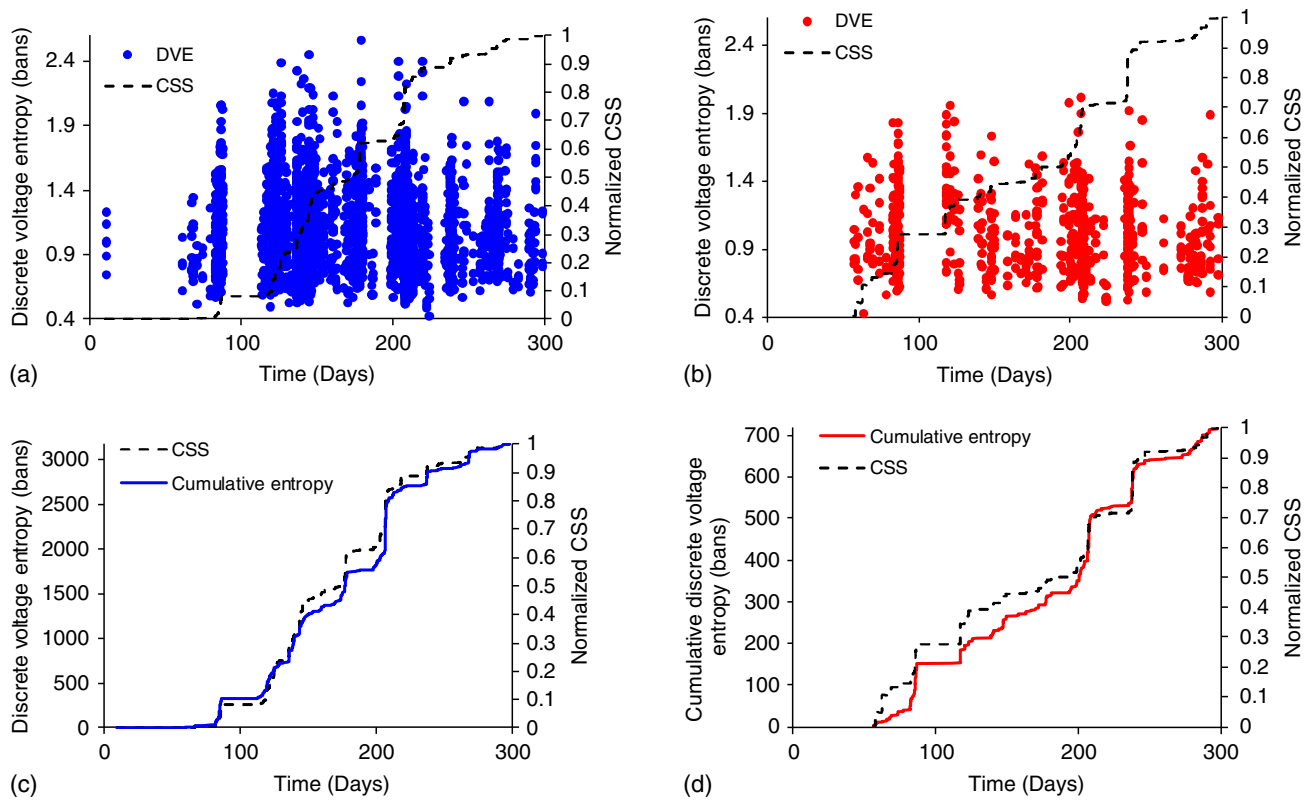 Discrete voltage entropy (bans)
2.4
1.9
1.4
0.9
0.4
DVE
CSS
1
0.9
0.8
0.7
0.6
0.5
0.4
0.3
0.2
0.1
0
Normalized CSS
0 100 200 300
Time (Days)
(a)
Discrete voltage entropy (bans)
2.4
1.9
1.4
0.9
0.4
DVE
CSS
1
0.9
0.8
0.7
0.6
0.5
0.4
0.3
0.2
0.1
0
Normalized CSS
0 100 200 300
Time (Days)
(b)
Discrete voltage entropy (bans)
3000
2500
2000
1500
1000
500
0
CSS
Cumulative entropy
1
0.9
0.8
0.7
0.6
0.5
0.4
0.3
0.2
0.1
0
Normalized CSS
0 100 200 300
Time (Days)
(c)
Cumulative discrete voltage
entropy (bans)
700
600
500
400
300
200
100
0
Cumulative entropy
CSS
1
0.9
0.8
0.7
0.6
0.5
0.4
0.3
0.2
0.1
0
Normalized CSS
0 100 200 300
Time (Days)
(d)